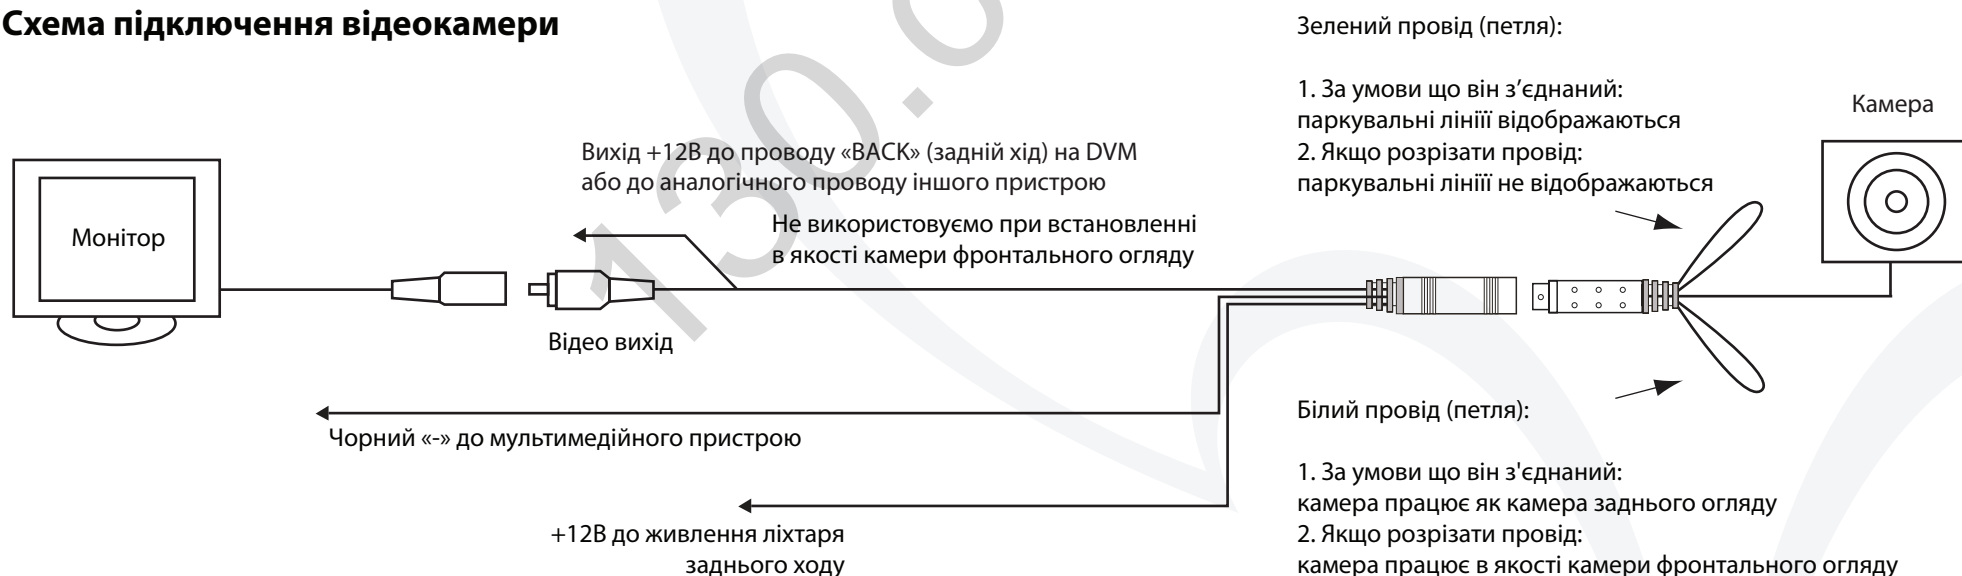 Схема підключення відеокамери
Зелений провід (петля):
1. За умови що він з’єднаний:
паркувальні лініїї відображаються
2. Якщо розрізати провід:
паркувальні лініїї не відображаються
Камера
Вихід +12В до проводу «BACK» (задній хід) на DVM
або до аналогічного проводу іншого пристрою
Не використовуємо при встановленні
в якості камери фронтального огляду
Монітор
Відео вихід
Чорний «-» до мультимедійного пристрою
+12В до живлення ліхтаря
заднього ходу
Білий провід (петля):
1. За умови що він з'єднаний:
камера працює як камера заднього огляду
2. Якщо розрізати провід:
камера працює в якості камери фронтального огляду
130.